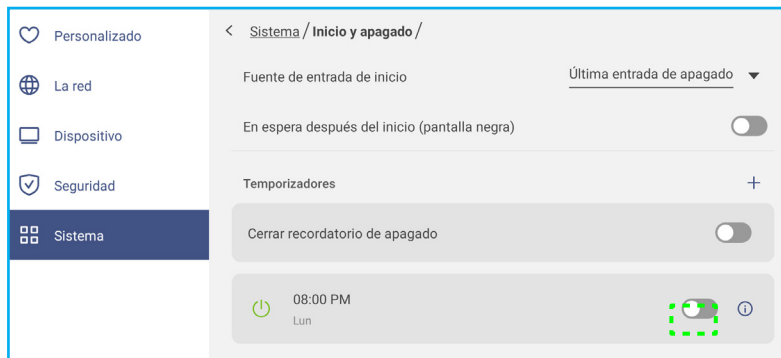 Personalizado
La red
Dispositivo
Seguridad
Sistema
Sistema / Inicio y apagado /
Fuente de entrada de inicio Última entrada de apagado
En espera después del inicio (pantalla negra)
Temporizadores
Cerrar recordatorio de apagado
08:00 PM
Lun